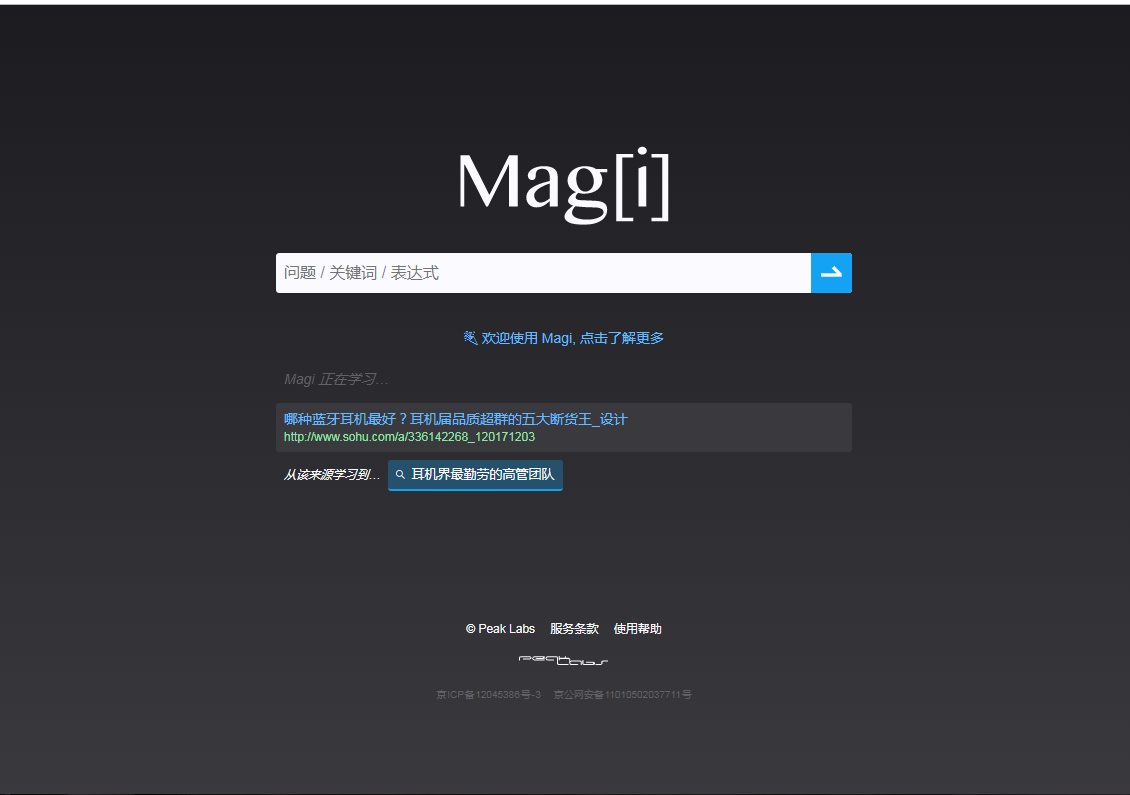 Mag[i]
问题 / 关键词 / 表达式
欢迎使用 Magi, 点击了解更多
Magi 正在学习…
哪种蓝牙耳机最好？耳机届品质超群的五大断货王_设计
http://www.sohu.com/a/336142268_120171203
从该来源学习到… 耳机界最勤劳的高管团队
© Peak Labs 服务条款 使用帮助
peak labs
京ICP备12045386号-3 京公网安备11010502037711号